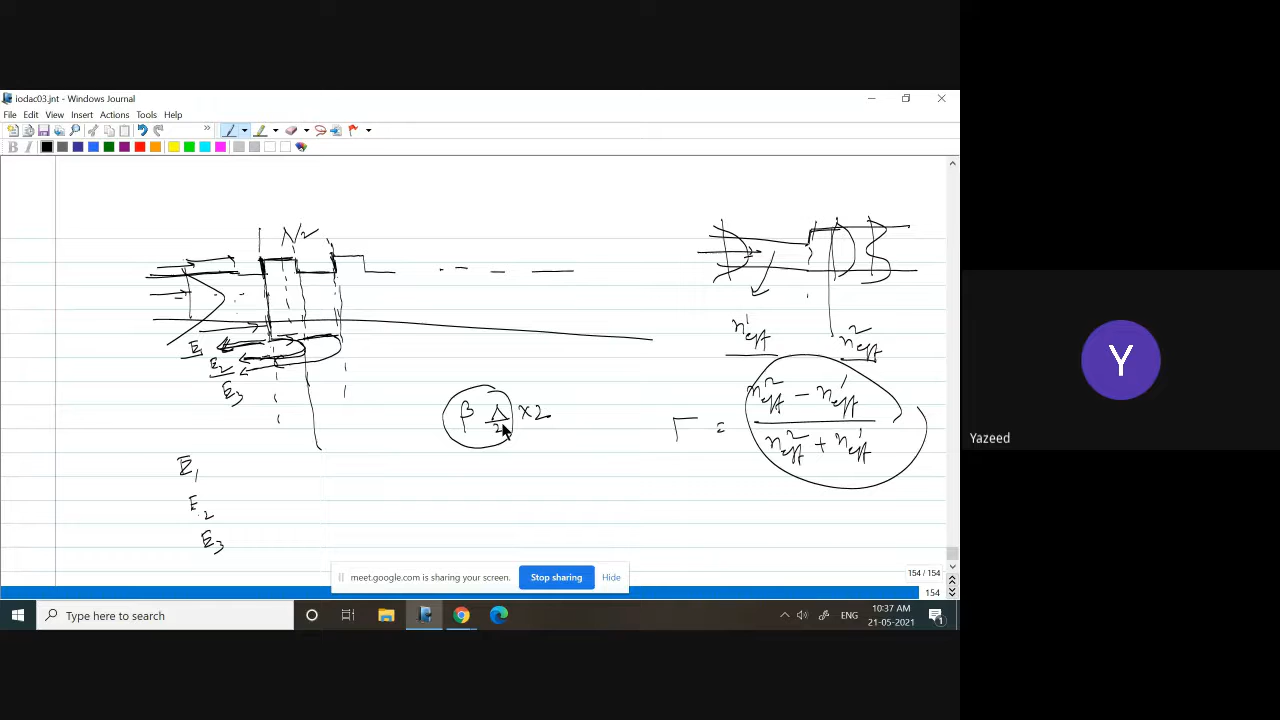 iodac03.jnt - Windows Journal
File Edit View Insert Actions Tools Help
Λ/2
E1
E2
E3
β Λ/2 ×2
n¹eff
n²eff
Γ = (n²eff − n¹eff) / (n²eff + n¹eff)
E1
E2
E3
Y
Yazeed
meet.google.com is sharing your screen. Stop sharing Hide
154 / 154
154
Type here to search
ENG
10:37 AM
21-05-2021
1